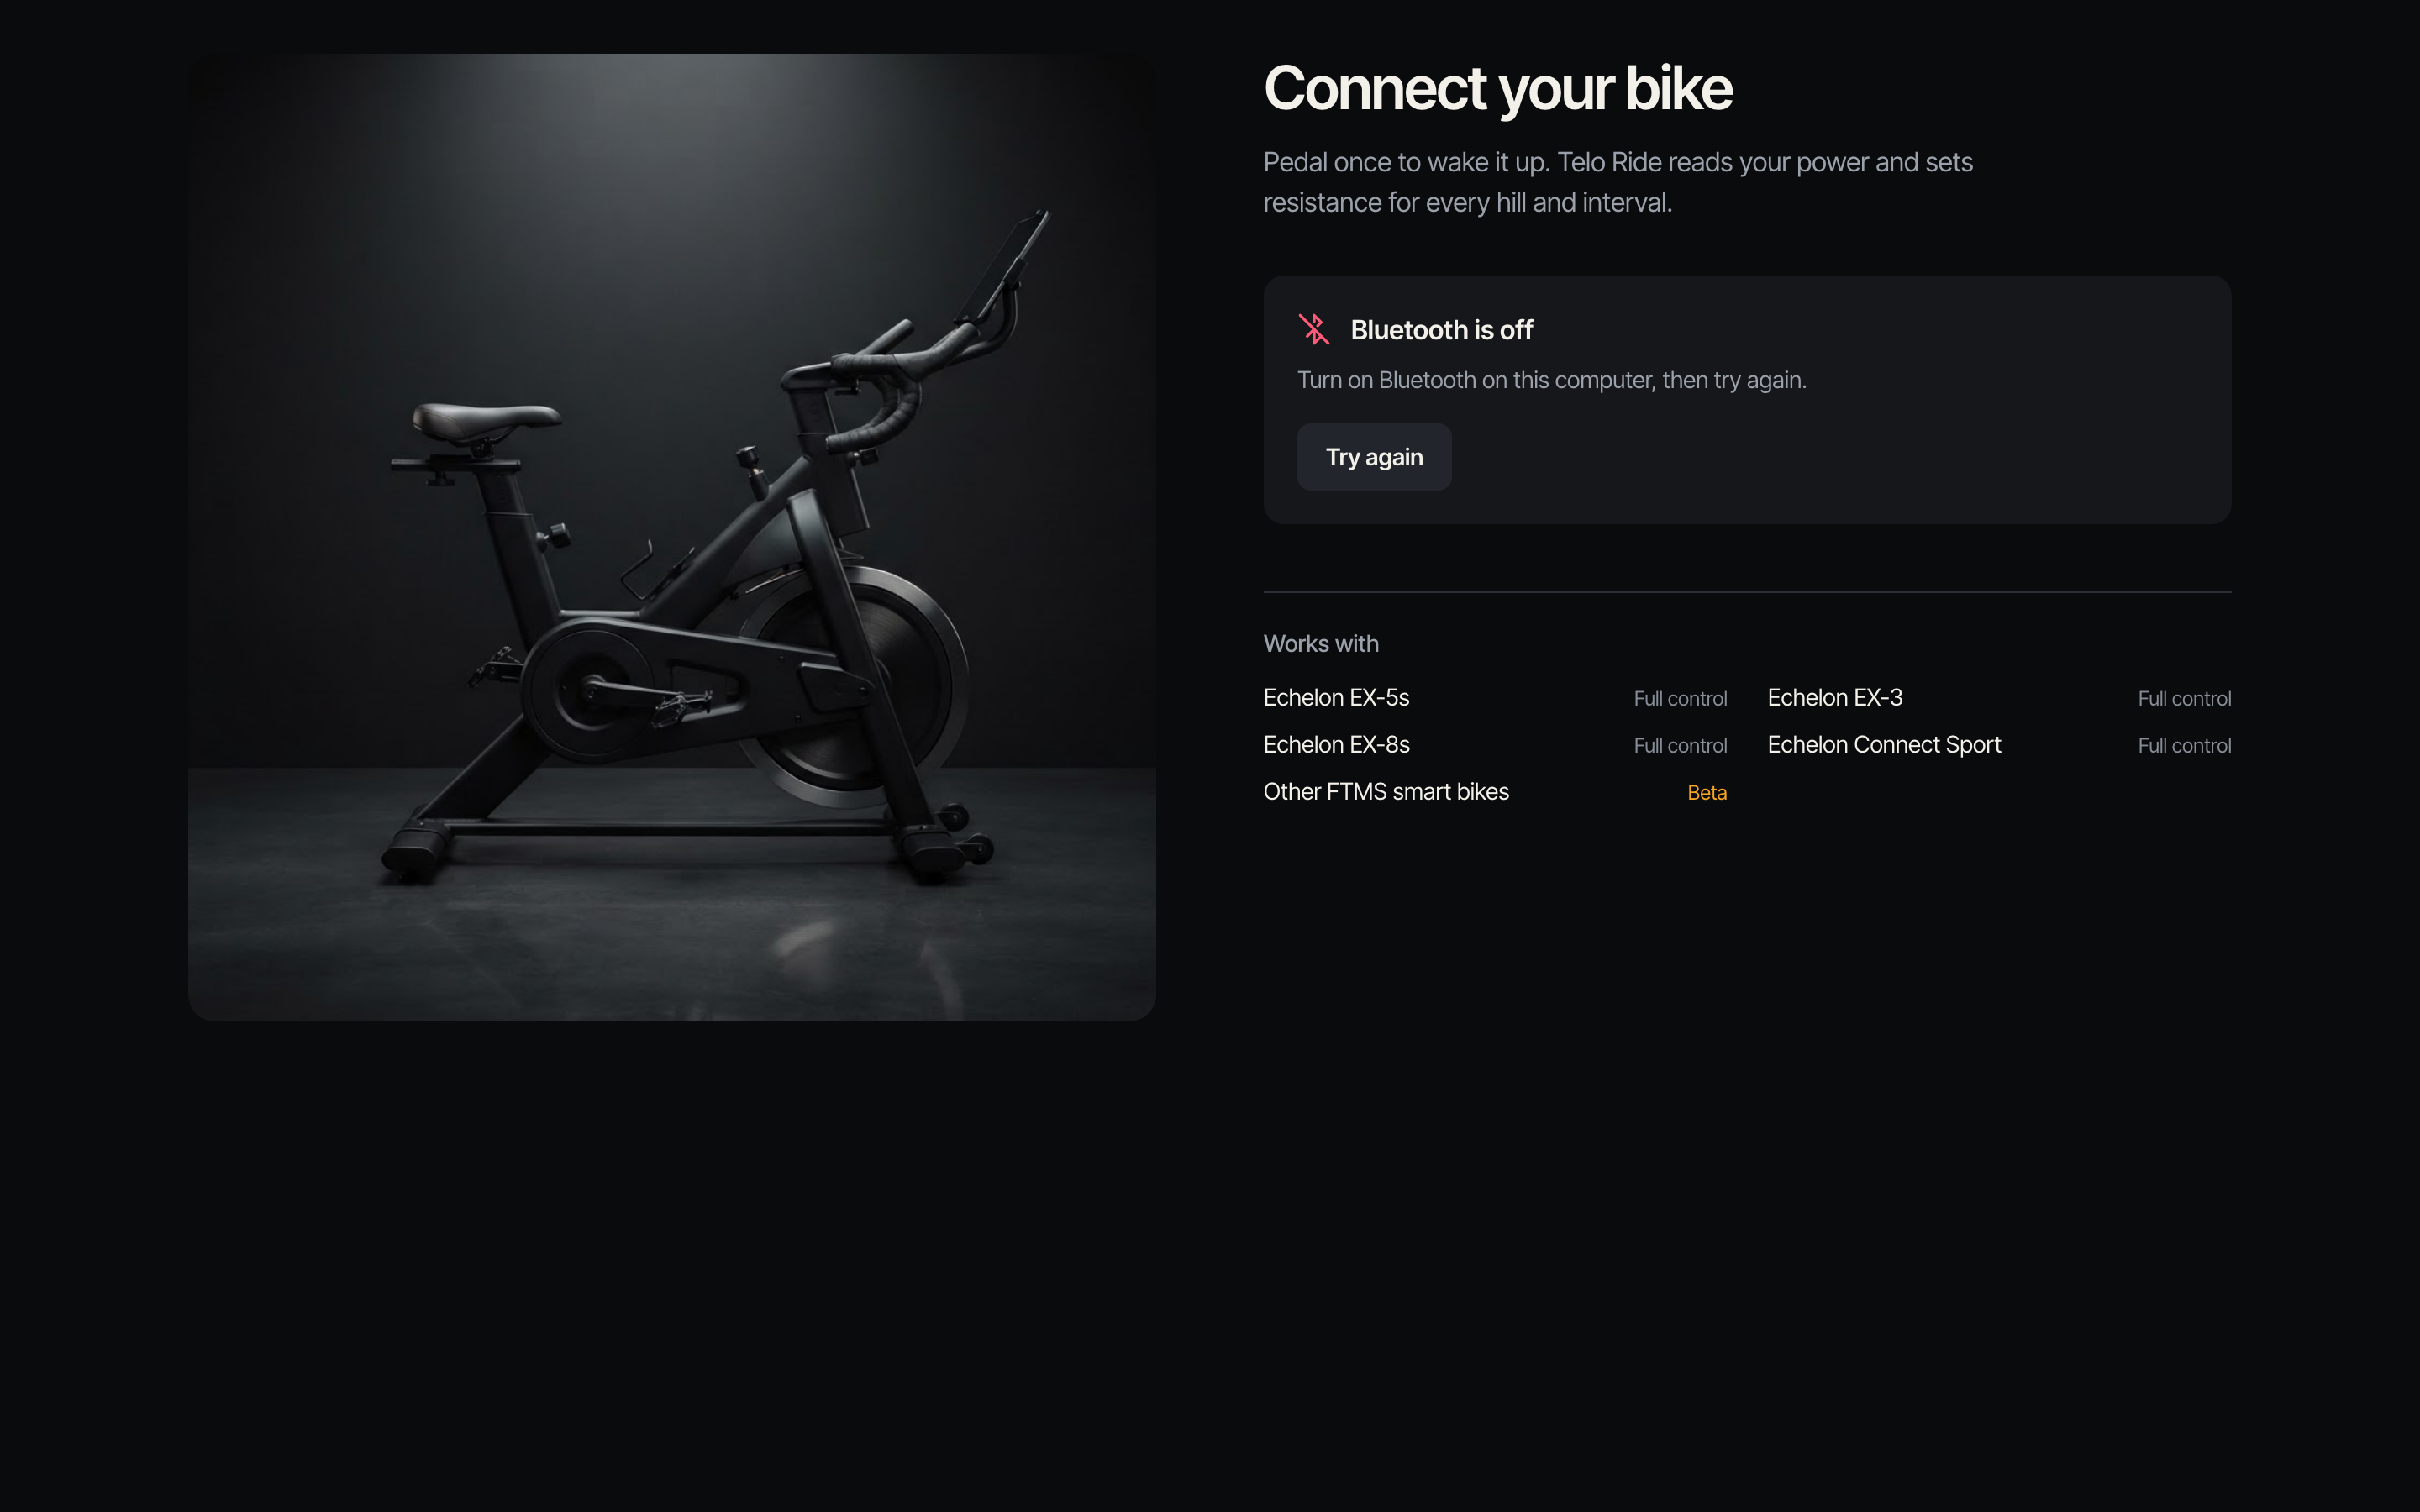 Connect your bike
Pedal once to wake it up. Telo Ride reads your power and sets
resistance for every hill and interval.
Bluetooth is off
Turn on Bluetooth on this computer, then try again.
Try again
Works with
Echelon EX-5s Full control
Echelon EX-3 Full control
Echelon EX-8s Full control
Echelon Connect Sport Full control
Other FTMS smart bikes Beta